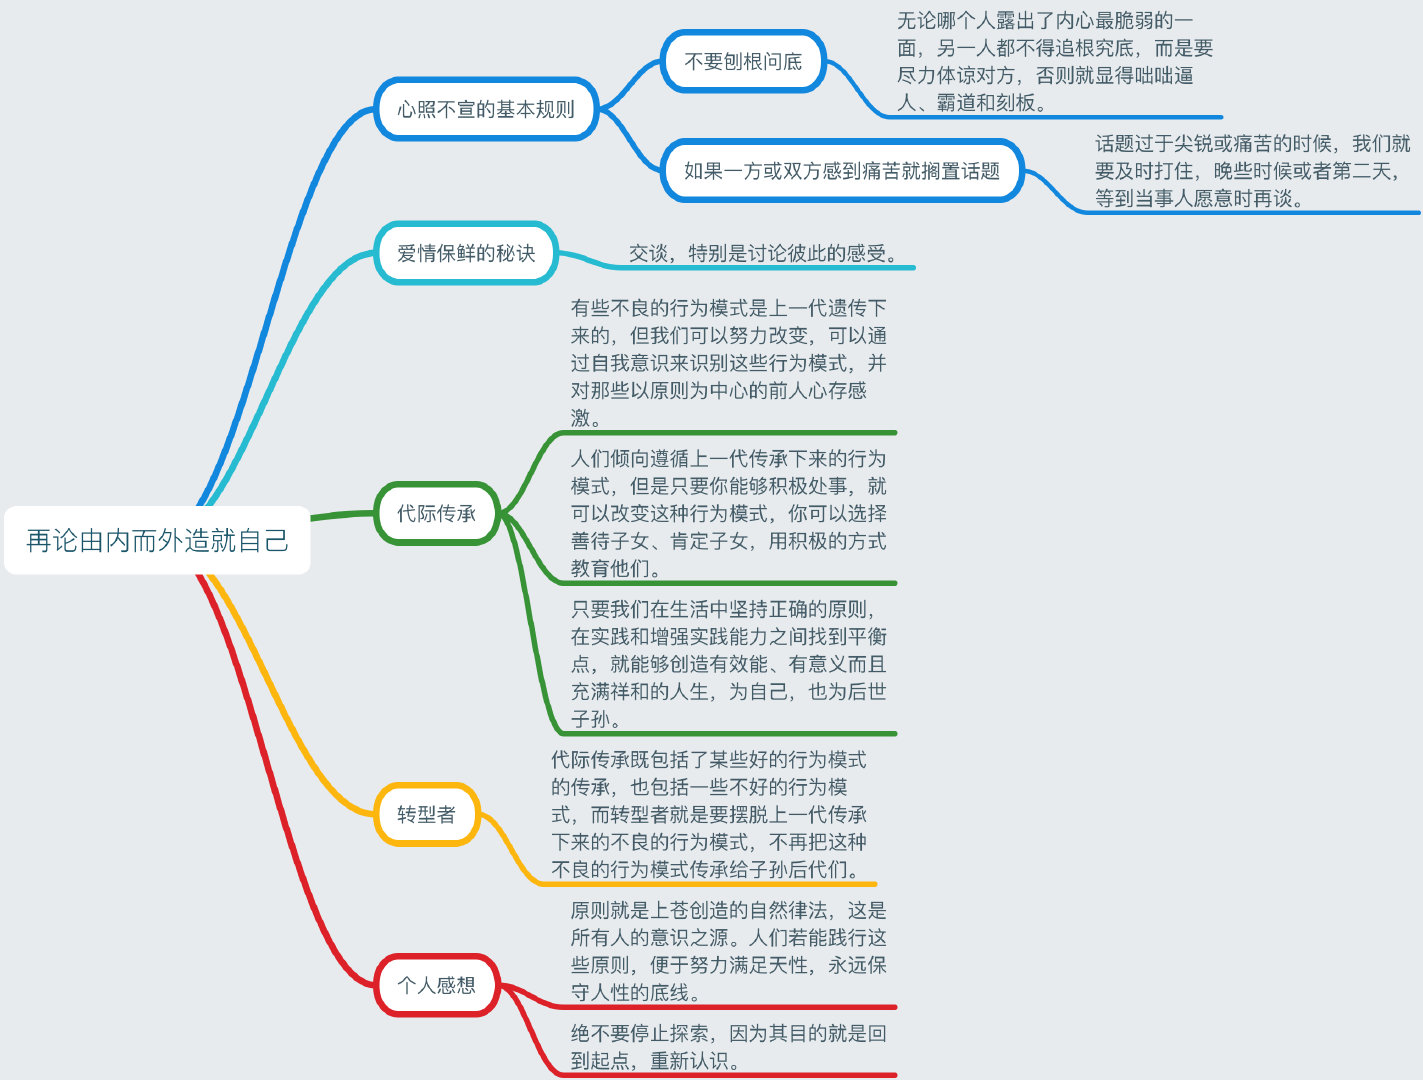 再论由内而外造就自己
心照不宣的基本规则
不要刨根问底
无论哪个人露出了内心最脆弱的一
面，另一人都不得追根究底，而是要
尽力体谅对方，否则就显得咄咄逼
人、霸道和刻板。
如果一方或双方感到痛苦就搁置话题
话题过于尖锐或痛苦的时候，我们就
要及时打住，晚些时候或者第二天，
等到当事人愿意时再谈。
爱情保鲜的秘诀
交谈，特别是讨论彼此的感受。
代际传承
有些不良的行为模式是上一代遗传下
来的，但我们可以努力改变，可以通
过自我意识来识别这些行为模式，并
对那些以原则为中心的前人心存感
激。
人们倾向遵循上一代传承下来的行为
模式，但是只要你能够积极处事，就
可以改变这种行为模式，你可以选择
善待子女、肯定子女，用积极的方式
教育他们。
只要我们在生活中坚持正确的原则，
在实践和增强实践能力之间找到平衡
点，就能够创造有效能、有意义而且
充满祥和的人生，为自己，也为后世
子孙。
转型者
代际传承既包括了某些好的行为模式
的传承，也包括一些不好的行为模
式，而转型者就是要摆脱上一代传承
下来的不良的行为模式，不再把这种
不良的行为模式传承给子孙后代们。
个人感想
原则就是上苍创造的自然律法，这是
所有人的意识之源。人们若能践行这
些原则，便于努力满足天性，永远保
守人性的底线。
绝不要停止探索，因为其目的就是回
到起点，重新认识。